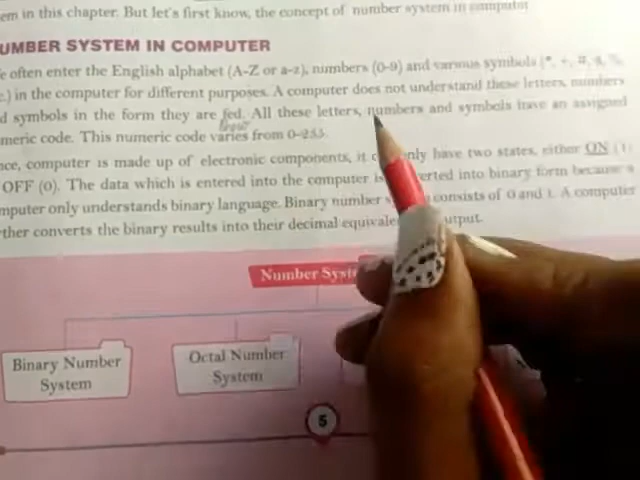 em in this chapter. But let's first know, the concept of number system in computer
UMBER SYSTEM IN COMPUTER
e often enter the English alphabet (A-Z or a-z), numbers (0-9) and various symbols (*, +, #, &, %,
c.) in the computer for different purposes. A computer does not understand these letters, numbers
d symbols in the form they are fed. All these letters, numbers and symbols have an assigned
meric code. This numeric code varies from 0-255.
nce, computer is made up of electronic components, it only have two states, either ON (1
OFF (0). The data which is entered into the computer is verted into binary form because a
mputer only understands binary language. Binary number consists of 0 and 1. A computer
ther converts the binary results into their decimal equivale utput.
Number Syst
Binary Number
System
Octal Number
System
5